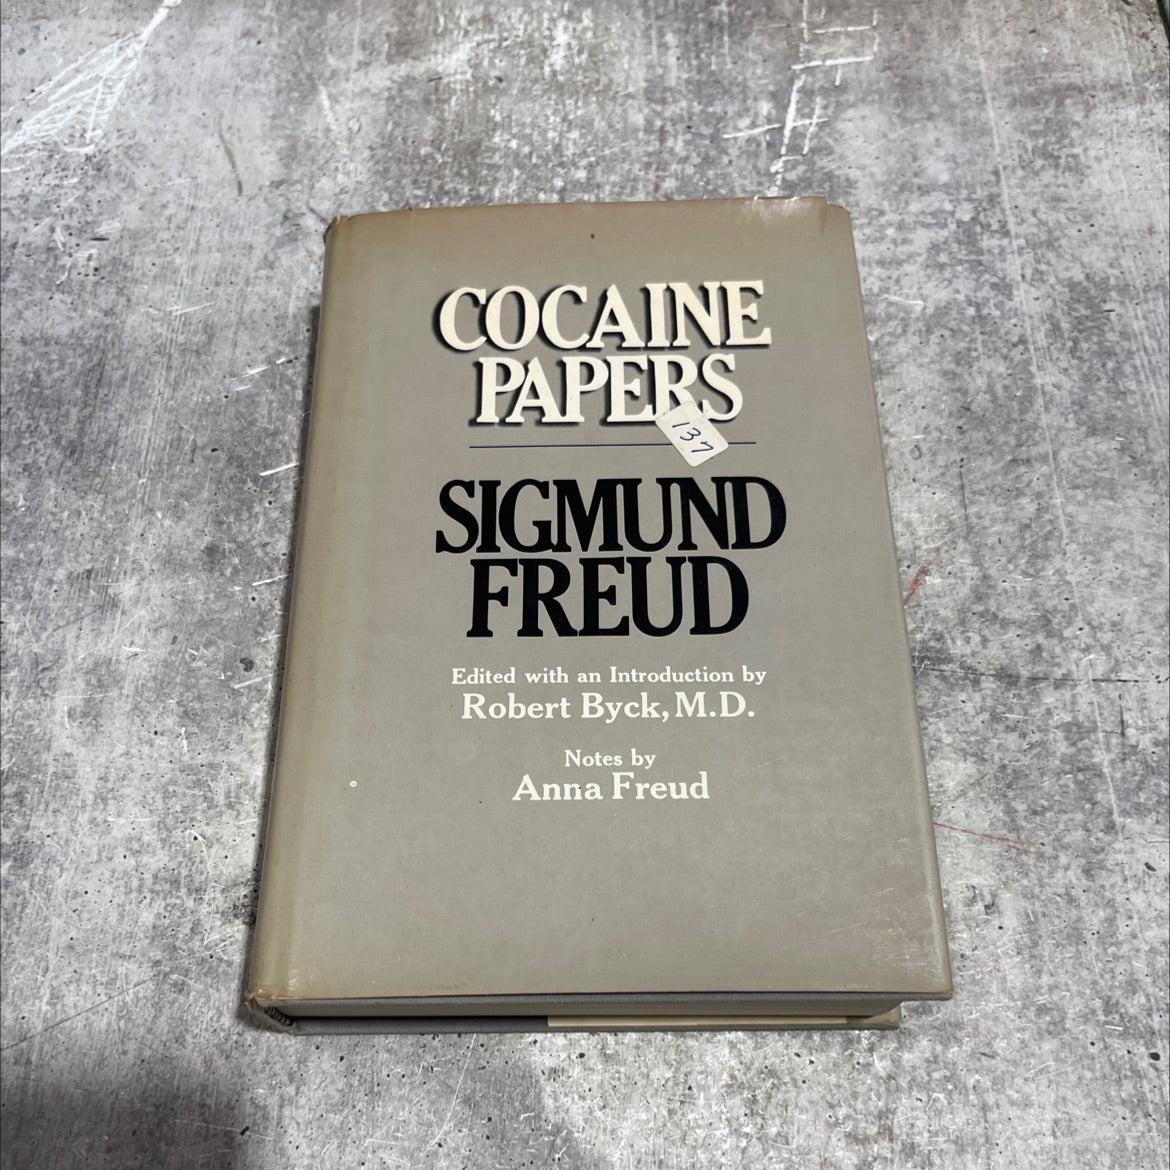 COCAINE
PAPERS
137
SIGMUND
FREUD
Edited with an Introduction by
Robert Byck, M.D.
Notes by
Anna Freud